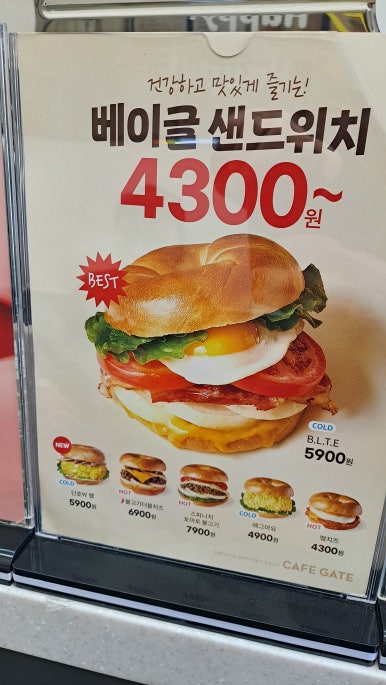 건강하고 맛있게 즐기는!
베이글 샌드위치
4300~
원
BEST
COLD
B.L.T.E
5900원
NEW
COLD
단호박 햄
5900원
HOT
불고기더블치즈
6900원
HOT
스피니치
토마토 불고기
7900원
COLD
에그마요
4900원
HOT
햄치즈
4300원
CAFE GATE